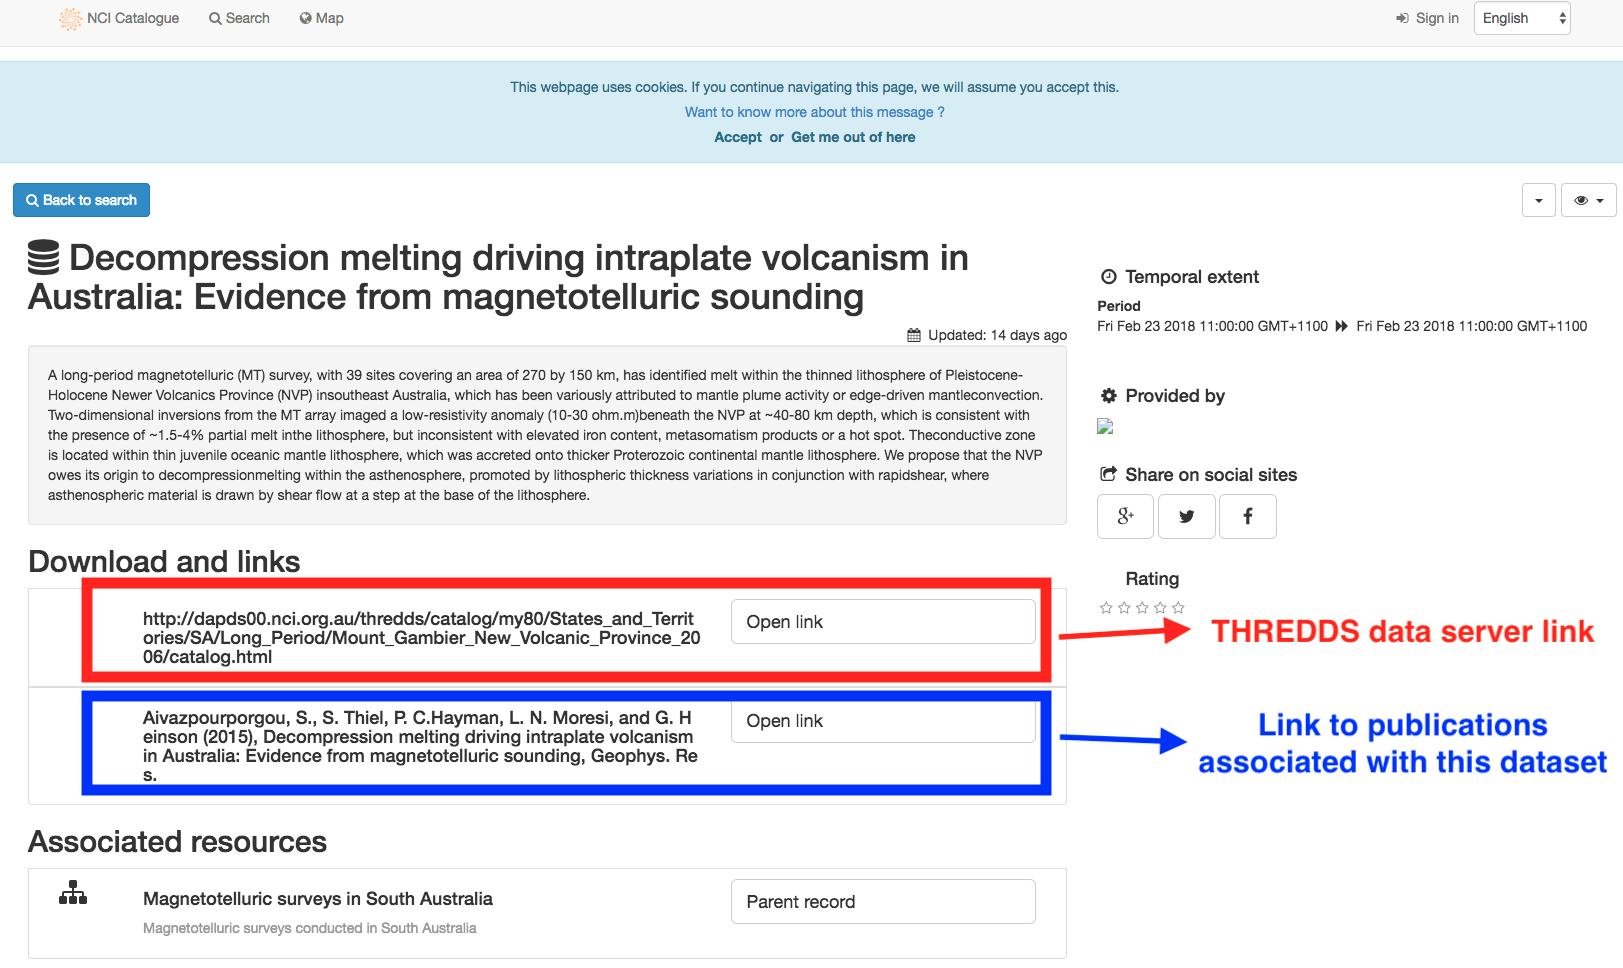 NCI Catalogue
Search
Map
Sign in
English
This webpage uses cookies. If you continue navigating this page, we will assume you accept this.
Want to know more about this message ?
Accept or Get me out of here
Back to search
Decompression melting driving intraplate volcanism in
Australia: Evidence from magnetotelluric sounding
Updated: 14 days ago
A long-period magnetotelluric (MT) survey, with 39 sites covering an area of 270 by 150 km, has identified melt within the thinned lithosphere of Pleistocene-
Holocene Newer Volcanics Province (NVP) insoutheast Australia, which has been variously attributed to mantle plume activity or edge-driven mantleconvection.
Two-dimensional inversions from the MT array imaged a low-resistivity anomaly (10-30 ohm.m)beneath the NVP at ~40-80 km depth, which is consistent with
the presence of ~1.5-4% partial melt inthe lithosphere, but inconsistent with elevated iron content, metasomatism products or a hot spot. Theconductive zone
is located within thin juvenile oceanic mantle lithosphere, which was accreted onto thicker Proterozoic continental mantle lithosphere. We propose that the NVP
owes its origin to decompressionmelting within the asthenosphere, promoted by lithospheric thickness variations in conjunction with rapidshear, where
asthenospheric material is drawn by shear flow at a step at the base of the lithosphere.
Download and links
http://dapds00.nci.org.au/thredds/catalog/my80/States_and_Territ
ories/SA/Long_Period/Mount_Gambier_New_Volcanic_Province_20
06/catalog.html
Open link
Aivazpourporgou, S., S. Thiel, P. C.Hayman, L. N. Moresi, and G. H
einson (2015), Decompression melting driving intraplate volcanism
in Australia: Evidence from magnetotelluric sounding, Geophys. Re
s.
Open link
Associated resources
Magnetotelluric surveys in South Australia
Magnetotelluric surveys conducted in South Australia
Parent record
Temporal extent
Period
Fri Feb 23 2018 11:00:00 GMT+1100 Fri Feb 23 2018 11:00:00 GMT+1100
Provided by
Share on social sites
g+
f
Rating
THREDDS data server link
Link to publications
associated with this dataset